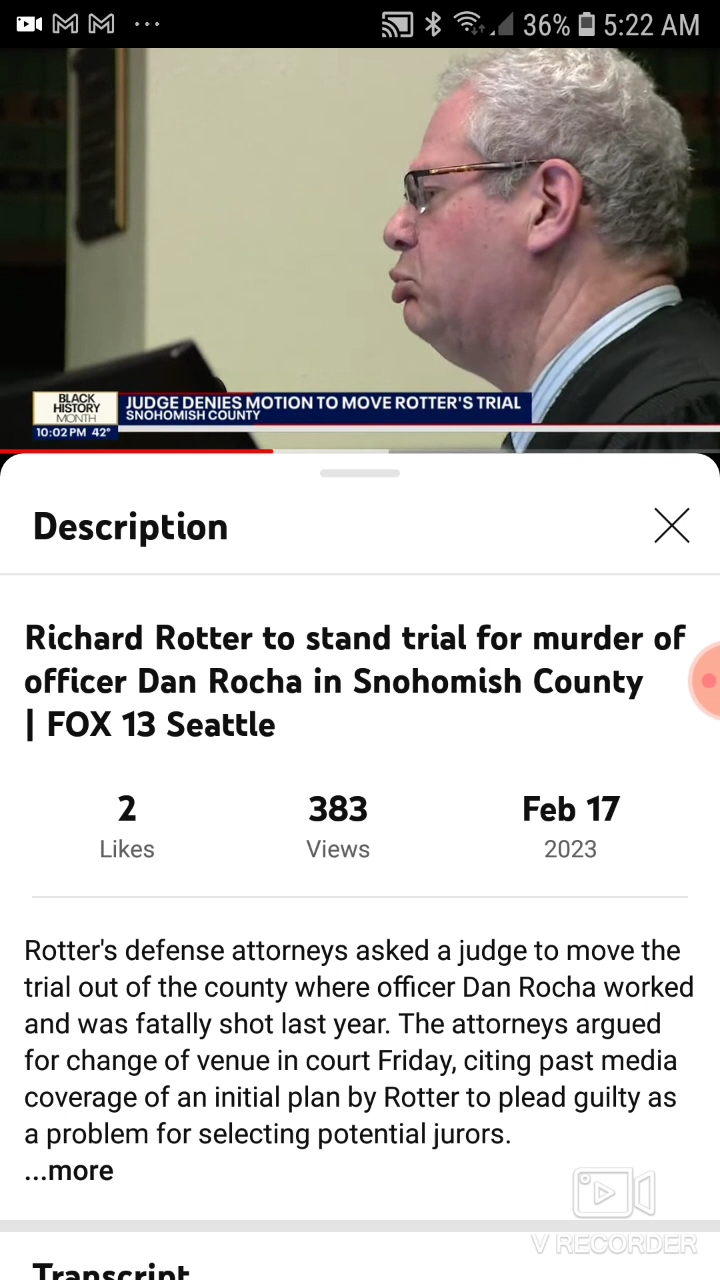 36% 5:22 AM
BLACK
HISTORY
MONTH
JUDGE DENIES MOTION TO MOVE ROTTER'S TRIAL
SNOHOMISH COUNTY
10:02 PM 42°
Description
Richard Rotter to stand trial for murder of
officer Dan Rocha in Snohomish County
| FOX 13 Seattle
2 383 Feb 17
Likes Views 2023
Rotter's defense attorneys asked a judge to move the
trial out of the county where officer Dan Rocha worked
and was fatally shot last year. The attorneys argued
for change of venue in court Friday, citing past media
coverage of an initial plan by Rotter to plead guilty as
a problem for selecting potential jurors.
...more
V RECORDER
Transcript